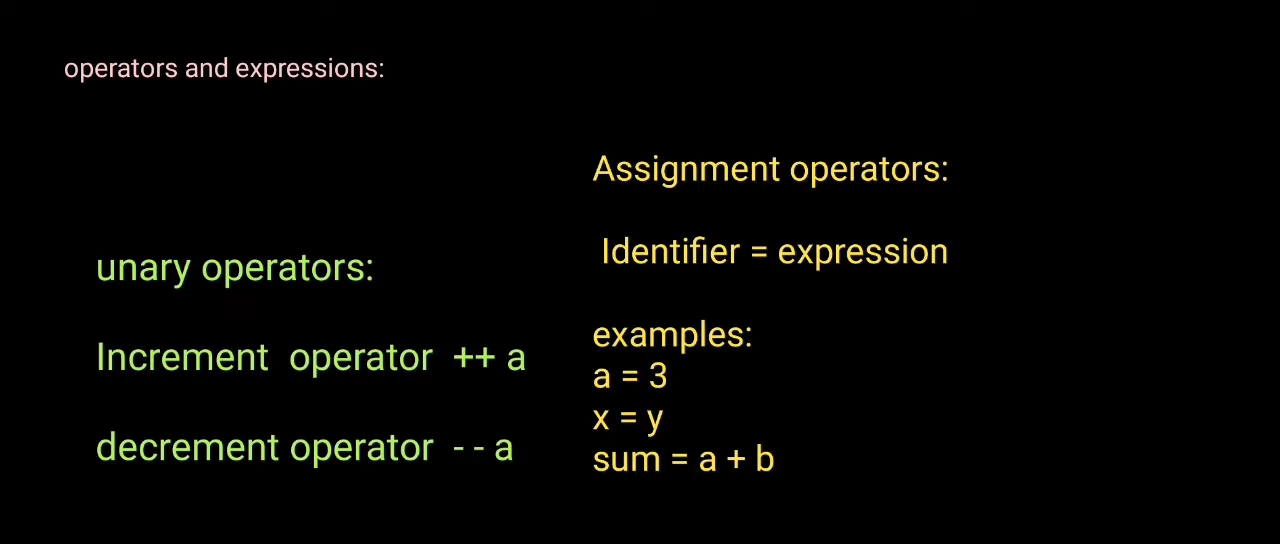 operators and expressions:
unary operators:
Increment operator ++ a
decrement operator - - a
Assignment operators:
Identifier = expression
examples:
a = 3
x = y
sum = a + b